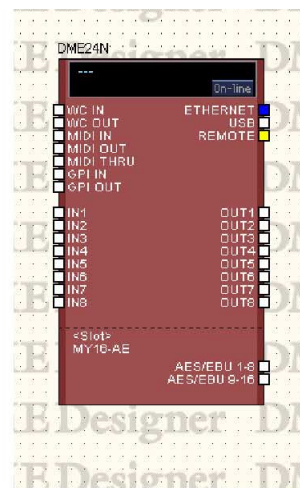 DME24N
---
On-line
WC IN ETHERNET
WC OUT USB
MIDI IN REMOTE
MIDI OUT
MIDI THRU
GPI IN
GPI OUT
IN1 OUT1
IN2 OUT2
IN3 OUT3
IN4 OUT4
IN5 OUT5
IN6 OUT6
IN7 OUT7
IN8 OUT8
<Slot>
MY16-AE
AES/EBU 1-8
AES/EBU 9-16
E Designer D
E Designer D